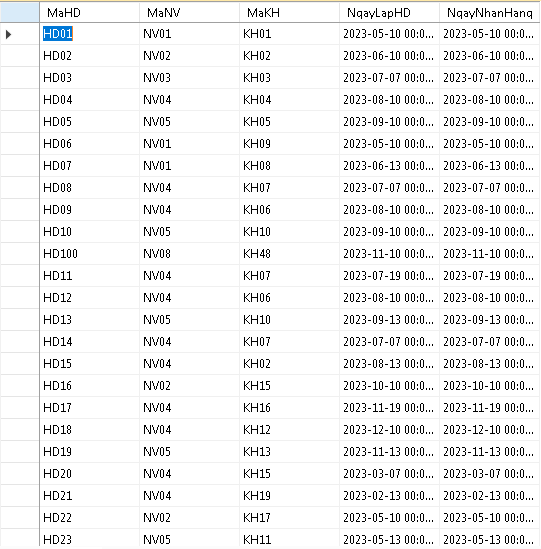 MaHD MaNV MaKH NgayLapHD NgayNhanHang
HD01 NV01 KH01 2023-05-10 00:0... 2023-05-10 00:0...
HD02 NV02 KH02 2023-06-10 00:0... 2023-06-10 00:0...
HD03 NV03 KH03 2023-07-07 00:0... 2023-07-07 00:0...
HD04 NV04 KH04 2023-08-10 00:0... 2023-08-10 00:0...
HD05 NV05 KH05 2023-09-10 00:0... 2023-09-10 00:0...
HD06 NV01 KH09 2023-05-10 00:0... 2023-05-10 00:0...
HD07 NV01 KH08 2023-06-13 00:0... 2023-06-13 00:0...
HD08 NV04 KH07 2023-07-07 00:0... 2023-07-07 00:0...
HD09 NV04 KH06 2023-08-10 00:0... 2023-08-10 00:0...
HD10 NV05 KH10 2023-09-10 00:0... 2023-09-10 00:0...
HD100 NV08 KH48 2023-11-10 00:0... 2023-11-10 00:0...
HD11 NV04 KH07 2023-07-19 00:0... 2023-07-19 00:0...
HD12 NV04 KH06 2023-08-10 00:0... 2023-08-10 00:0...
HD13 NV05 KH10 2023-09-13 00:0... 2023-09-13 00:0...
HD14 NV04 KH07 2023-07-07 00:0... 2023-07-07 00:0...
HD15 NV04 KH02 2023-08-13 00:0... 2023-08-13 00:0...
HD16 NV02 KH15 2023-10-10 00:0... 2023-10-10 00:0...
HD17 NV04 KH16 2023-11-19 00:0... 2023-11-19 00:0...
HD18 NV04 KH12 2023-12-10 00:0... 2023-12-10 00:0...
HD19 NV05 KH13 2023-11-13 00:0... 2023-11-13 00:0...
HD20 NV04 KH15 2023-03-07 00:0... 2023-03-07 00:0...
HD21 NV04 KH19 2023-02-13 00:0... 2023-02-13 00:0...
HD22 NV02 KH17 2023-05-10 00:0... 2023-05-10 00:0...
HD23 NV05 KH11 2023-05-13 00:0... 2023-05-13 00:0...